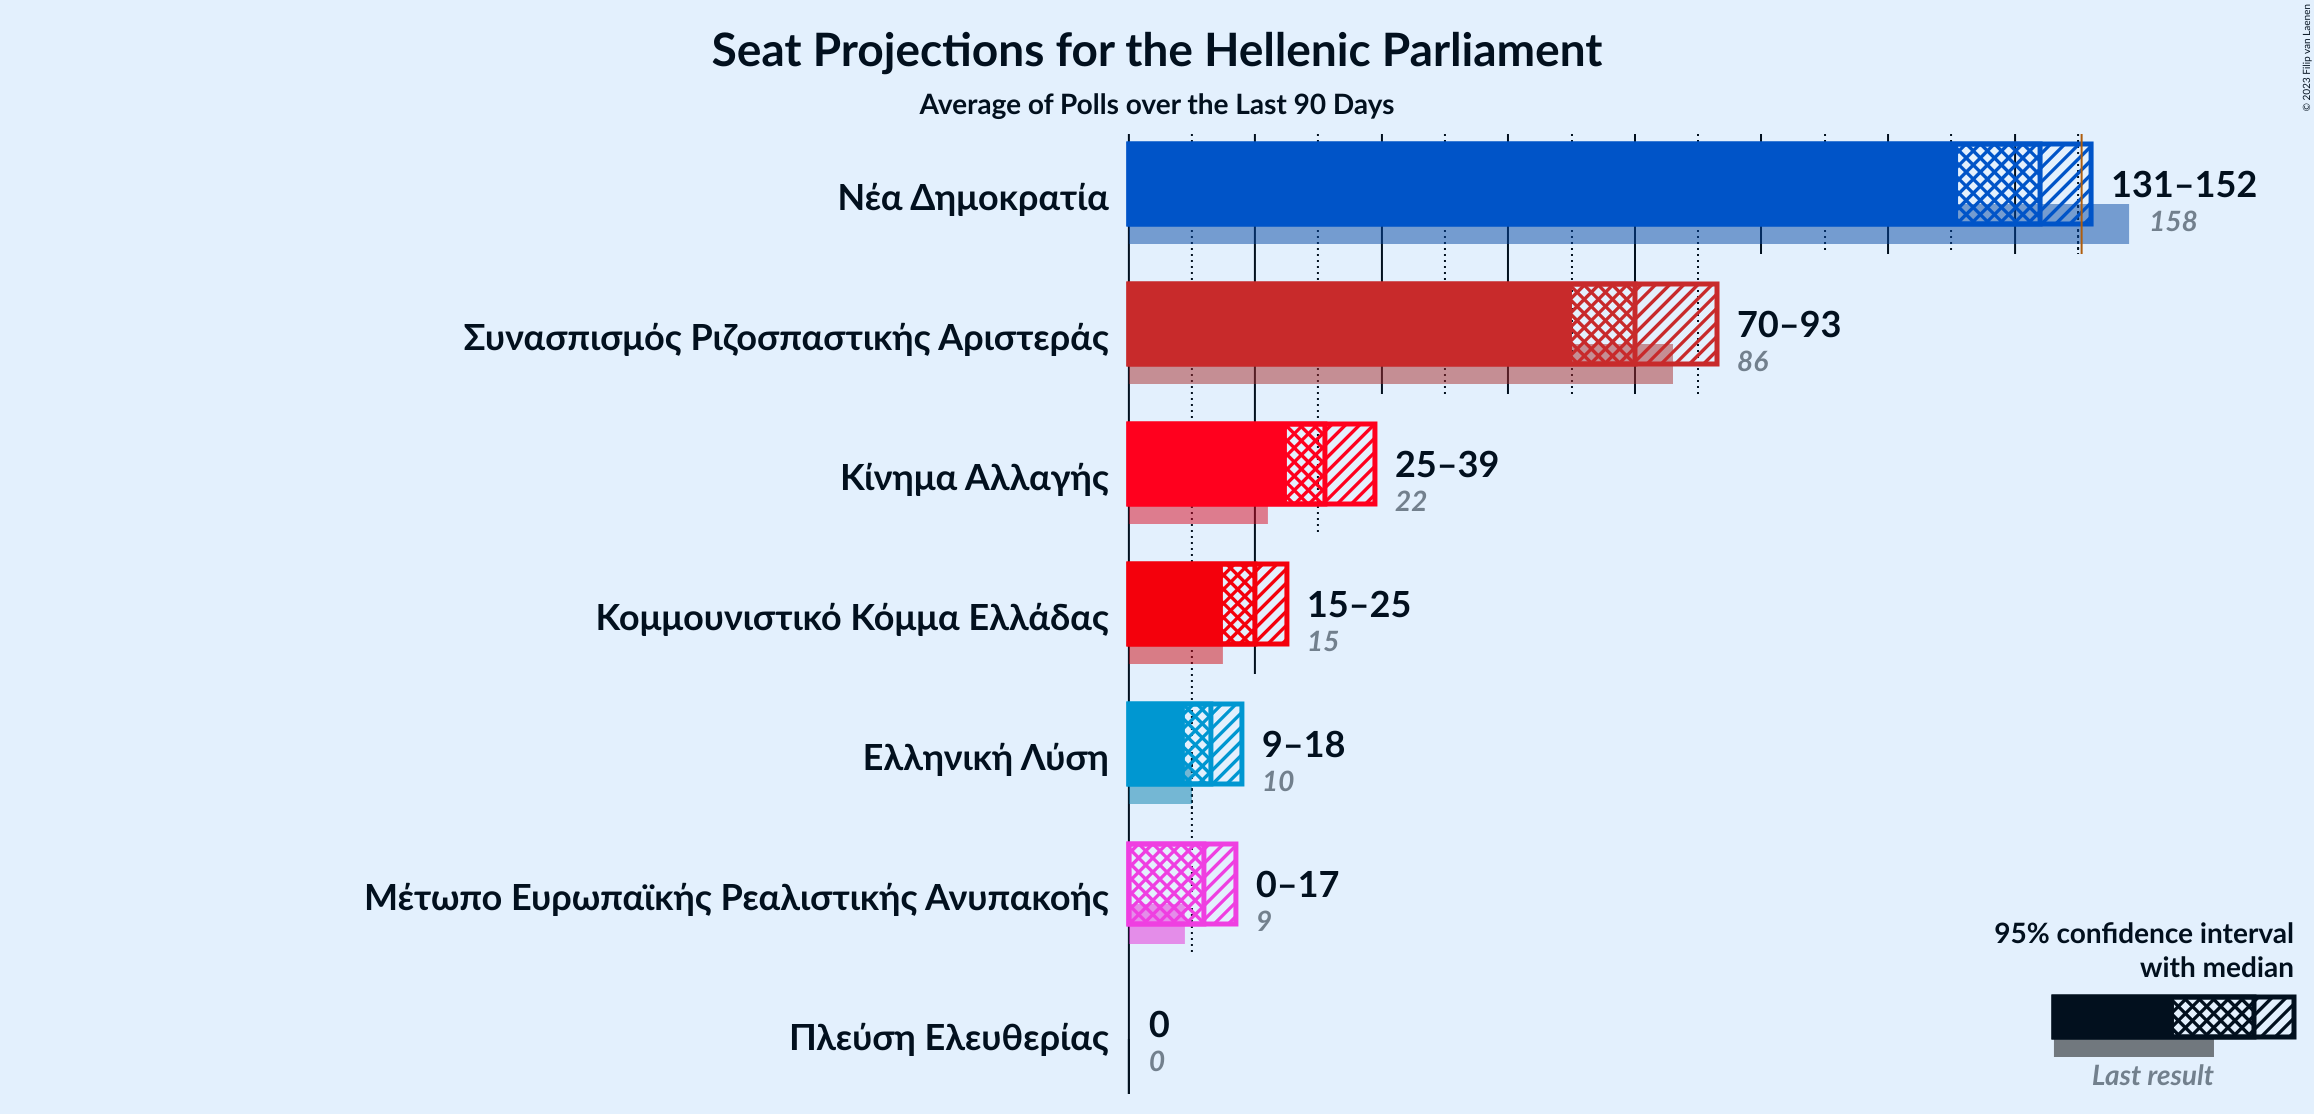 © 2023 Filip van Laenen
Seat Projections for the Hellenic Parliament
Average of Polls over the Last 90 Days
Νέα Δημοκρατία
131–152
158
Συνασπισμός Ριζοσπαστικής Αριστεράς
70–93
86
Κίνημα Αλλαγής
25–39
22
Κομμουνιστικό Κόμμα Ελλάδας
15–25
15
Ελληνική Λύση
9–18
10
Μέτωπο Ευρωπαϊκής Ρεαλιστικής Ανυπακοής
0–17
9
Πλεύση Ελευθερίας
0
0
95% confidence interval
with median
Last result